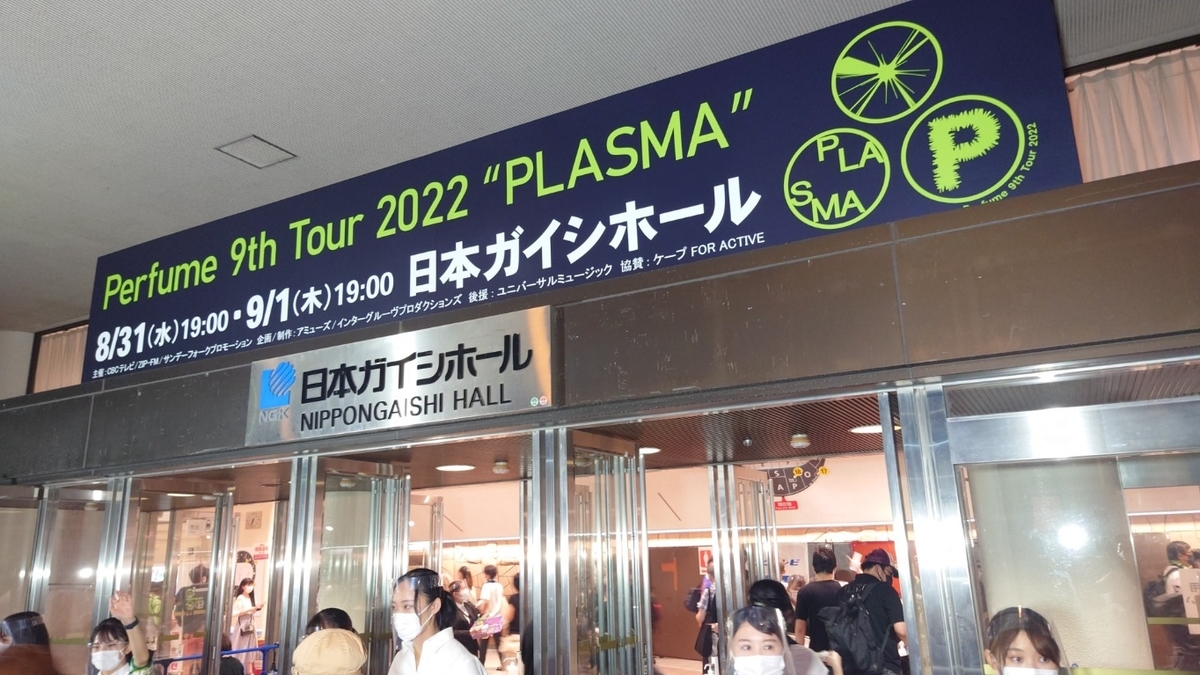 Perfume 9th Tour 2022 “PLASMA”
8/31(水)19:00・9/1(木)19:00 日本ガイシホール
主催：CBCテレビ/ZIP-FM/サンデーフォークプロモーション 企画/制作：アミューズ/インターグルーヴプロダクションズ 後援：ユニバーサルミュージック 協賛：ケープ FOR ACTIVE
PLA
SMA
P
Perfume 9th Tour 2022
NGK
日本ガイシホール
NIPPONGAISHI HALL
S
A P O
17